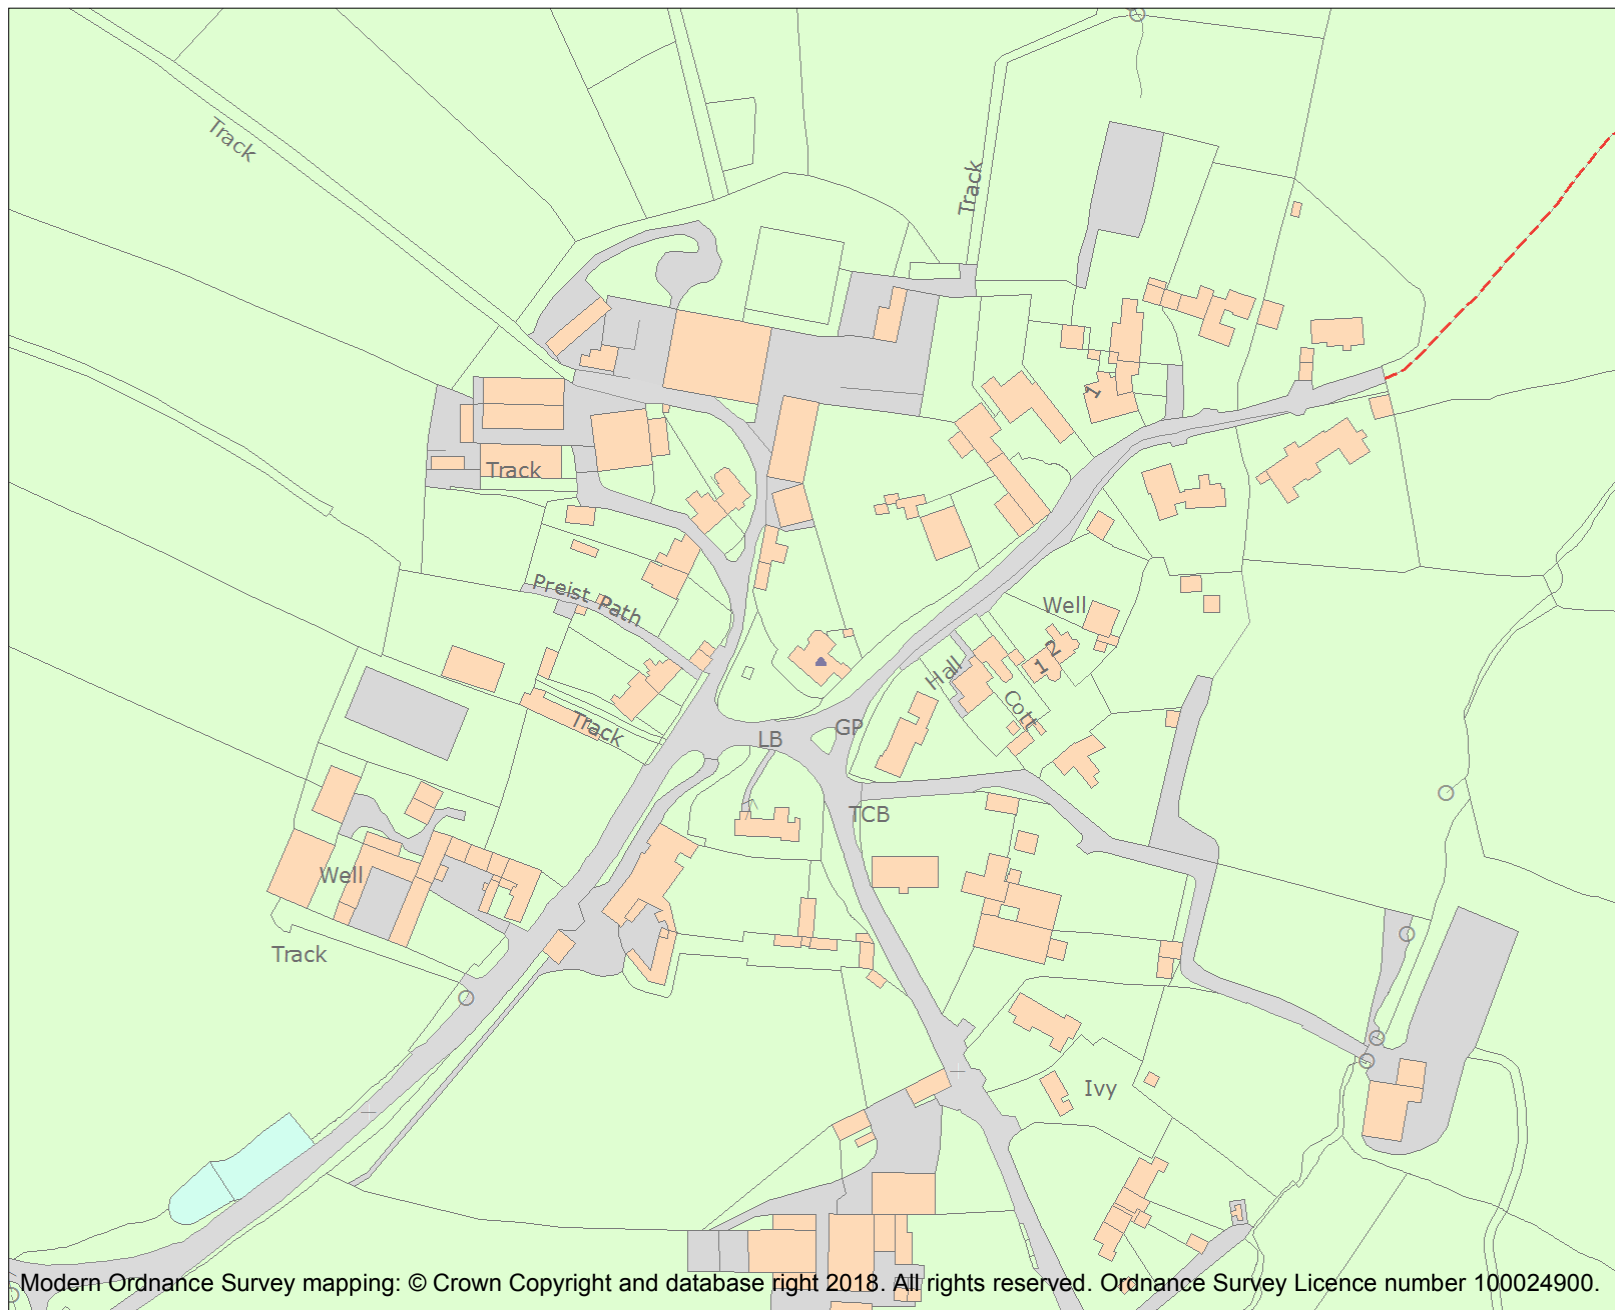 Track
Track
1
Track
Preist Path
Well
2
1
Hall
Cott
Track
GP
LB
TCB
Well
Track
Ivy
Modern Ordnance Survey mapping: © Crown Copyright and database right 2018. All rights reserved. Ordnance Survey Licence number 100024900.